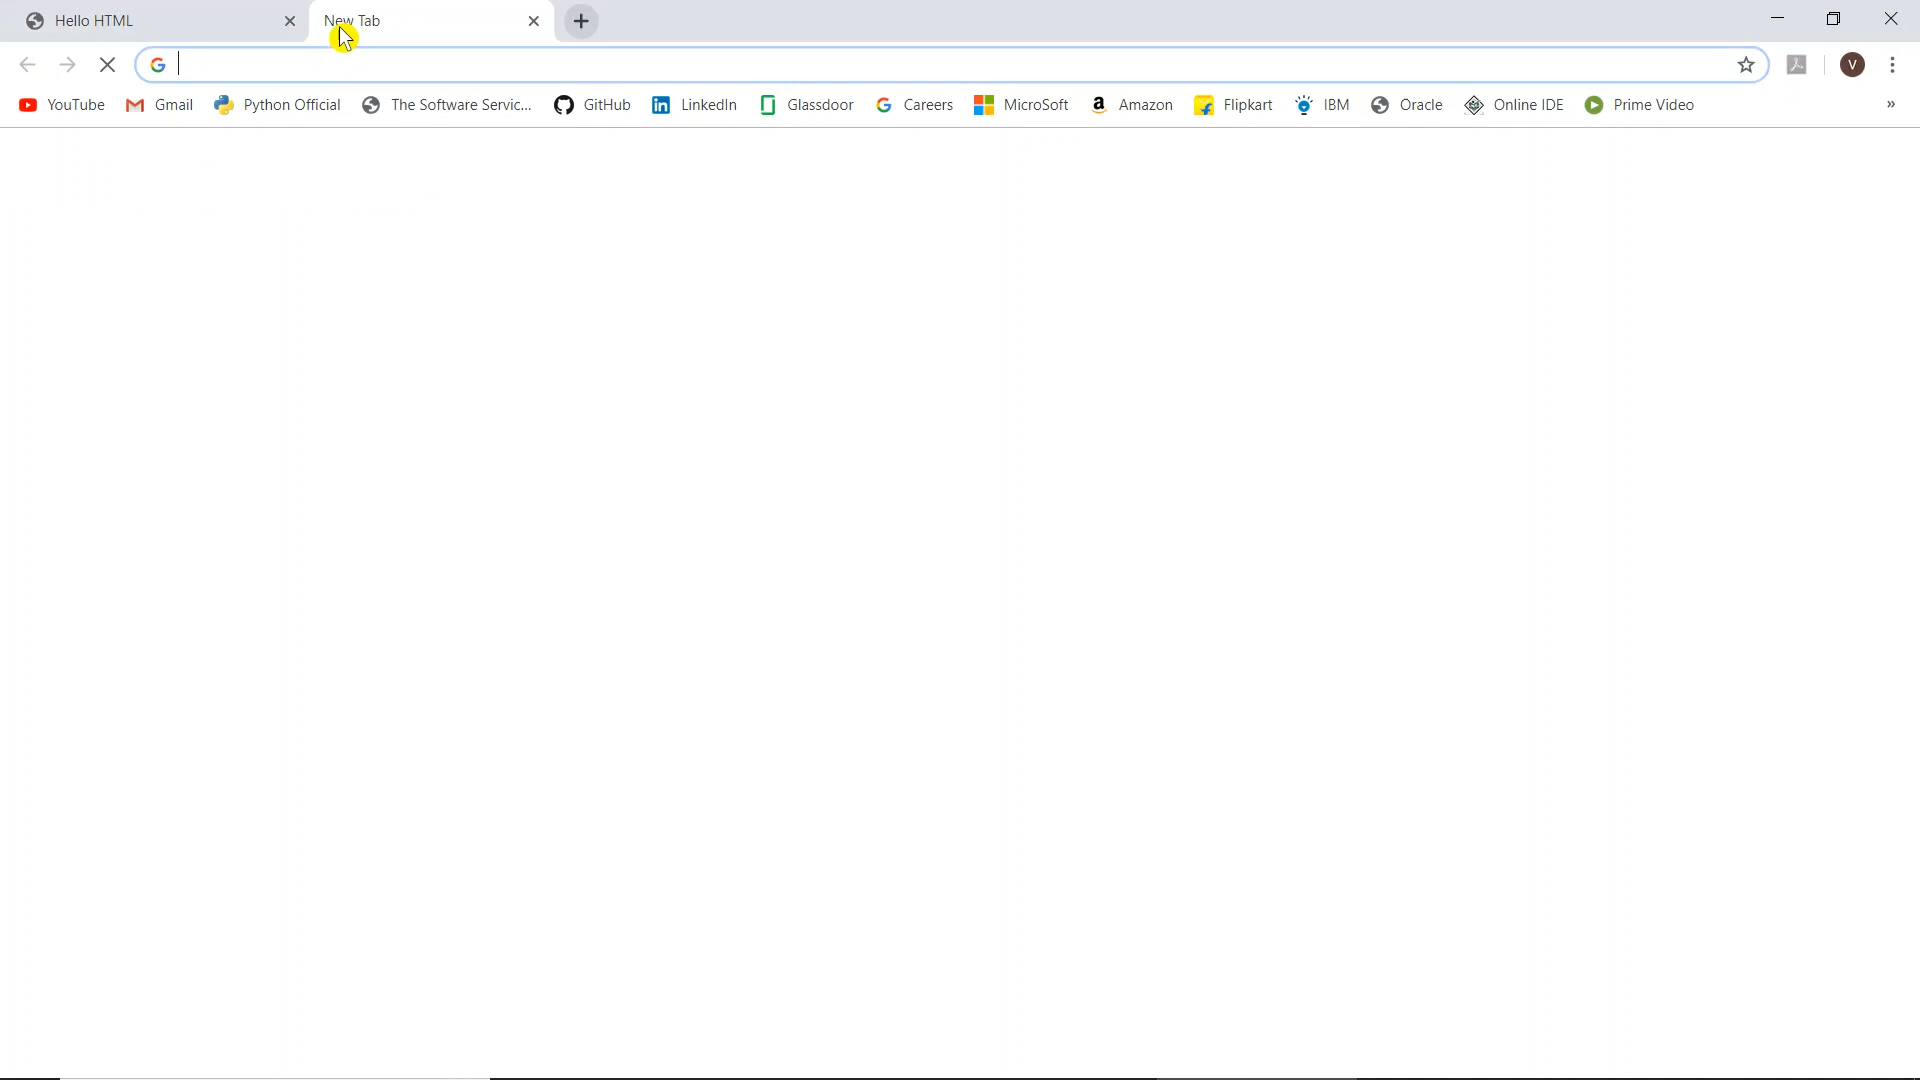 Hello HTML
New Tab
YouTube Gmail Python Official The Software Servic... GitHub LinkedIn Glassdoor Careers MicroSoft Amazon Flipkart IBM Oracle Online IDE Prime Video »
V